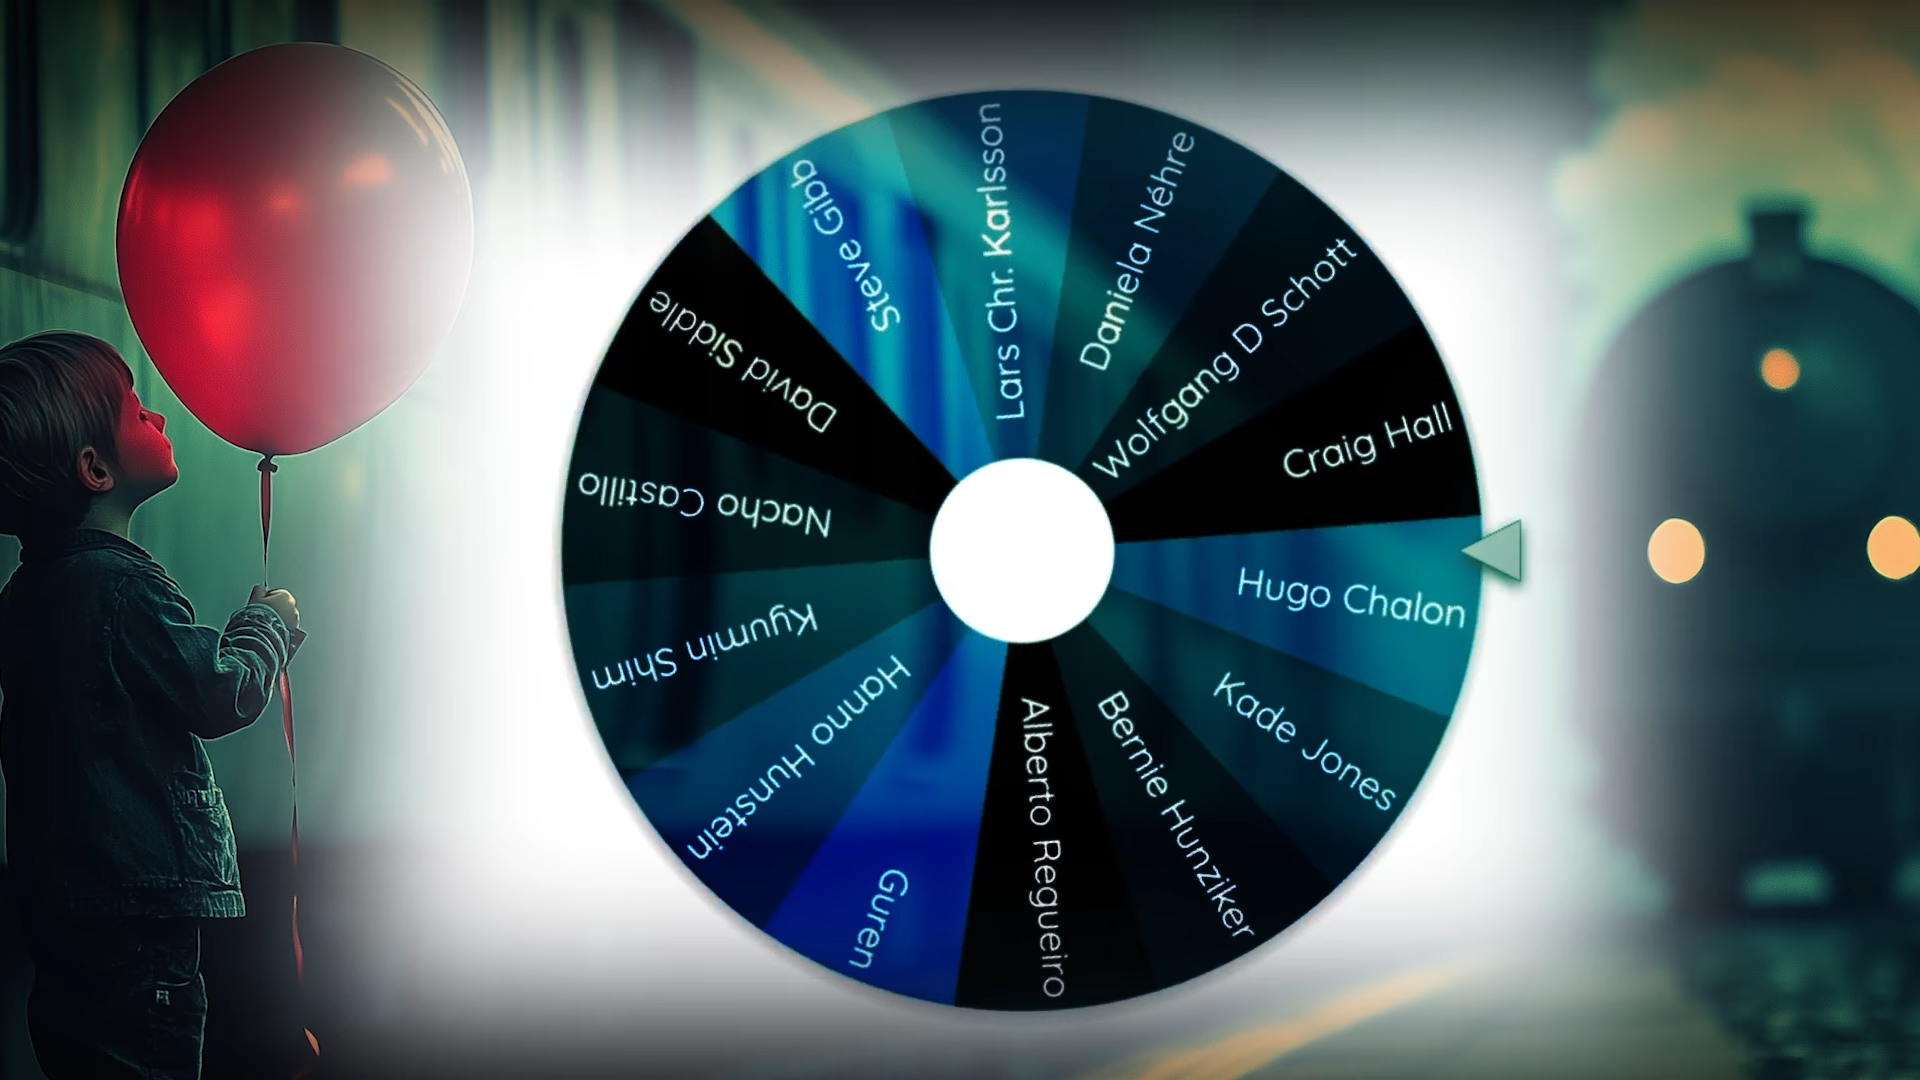 Lars Chr. Karlsson
Daniela Néhre
Wolfgang D Schott
Craig Hall
Hugo Chalon
Kade Jones
Bernie Hunziker
Alberto Regueiro
Guren
Hanno Hunstein
Kyumin Shim
Nacho Castillo
David Siddle
Steve Gibb